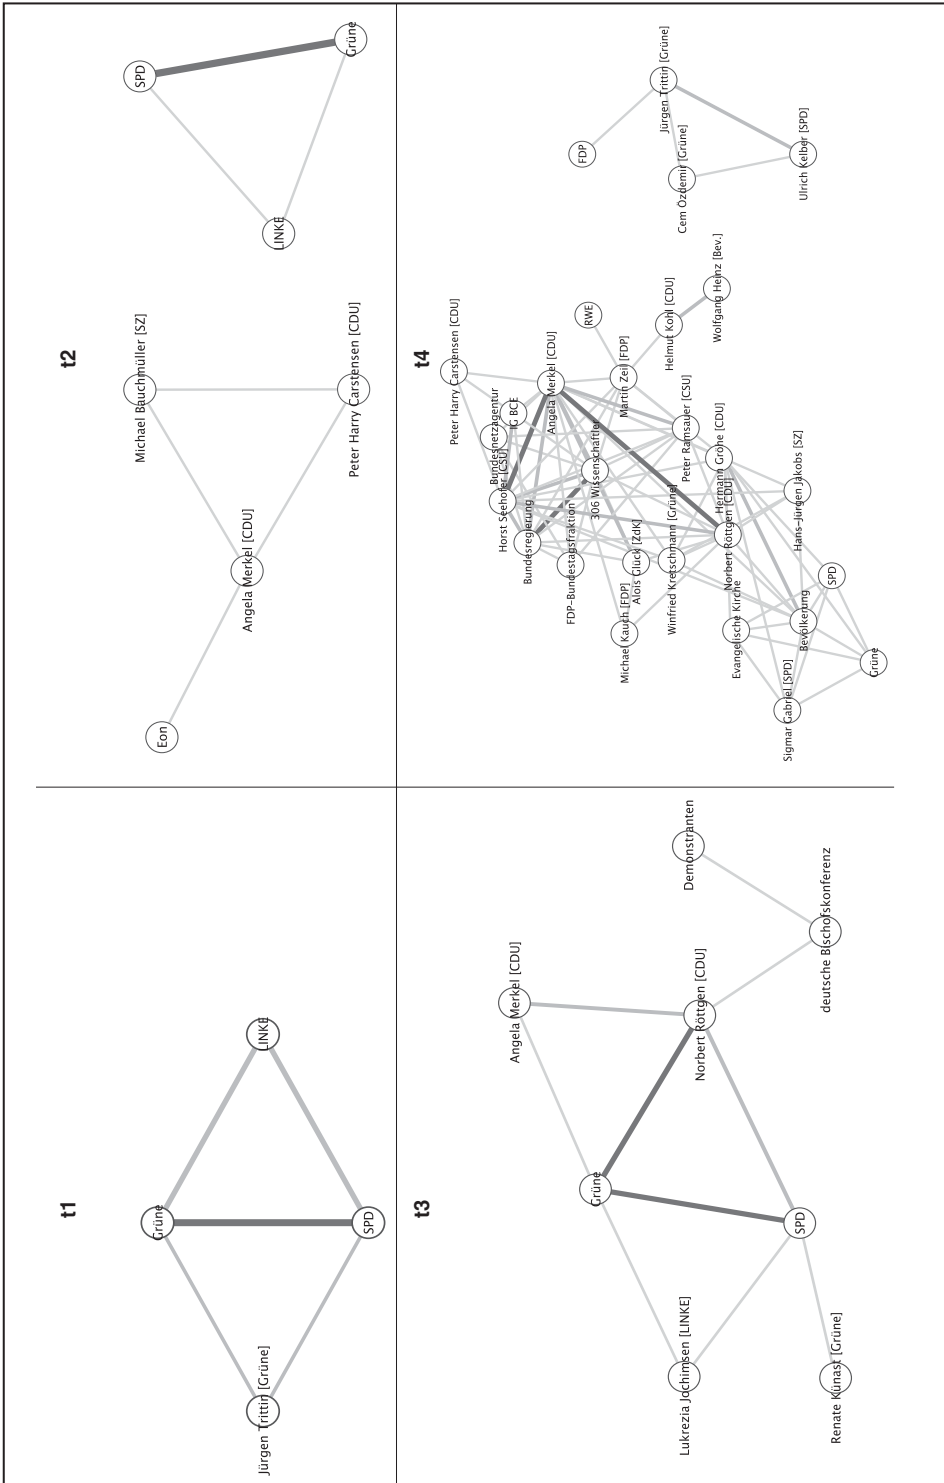 t1
Grüne
LINKE
SPD
Jürgen Trittin [Grüne]
t2
Michael Bauchmüller [SZ]
Peter Harry Carstensen [CDU]
Angela Merkel [CDU]
Eon
SPD
Grüne
LINKE
t3
Angela Merkel [CDU]
Grüne
Norbert Röttgen [CDU]
SPD
Lukrezia Jochimsen [LINKE]
Renate Künast [Grüne]
Demonstranten
deutsche Bischofskonferenz
t4
Peter Harry Carstensen [CDU]
Bundesnetzagentur
IG BCE
Horst Seehofer [CSU]
Angela Merkel [CDU]
Bundesregierung
FDP–Bundestagsfraktion
306 Wissenschaftler
RWE
Martin Zeil [FDP]
Michael Kauch [FDP]
Alois Glück [ZdK]
Winfried Kretschmann [Grüne]
Helmut Kohl [CDU]
Wolfgang Heinz [Bev.]
Peter Ramsauer [CSU]
Hermann Gröhe [CDU]
Norbert Röttgen [CDU]
Evangelische Kirche
Hans–Jürgen Jakobs [SZ]
Bevölkerung
SPD
Sigmar Gabriel [SPD]
Grüne
FDP
Jürgen Trittin [Grüne]
Cem Özdemir [Grüne]
Ulrich Kelber [SPD]